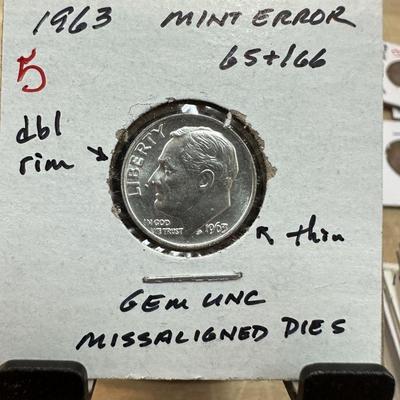 1963 MINT ERROR
65+/66
5
dbl
rim
LIBERTY
IN GOD
WE TRUST
1963
thin
GEM UNC
MISSALIGNED DIES